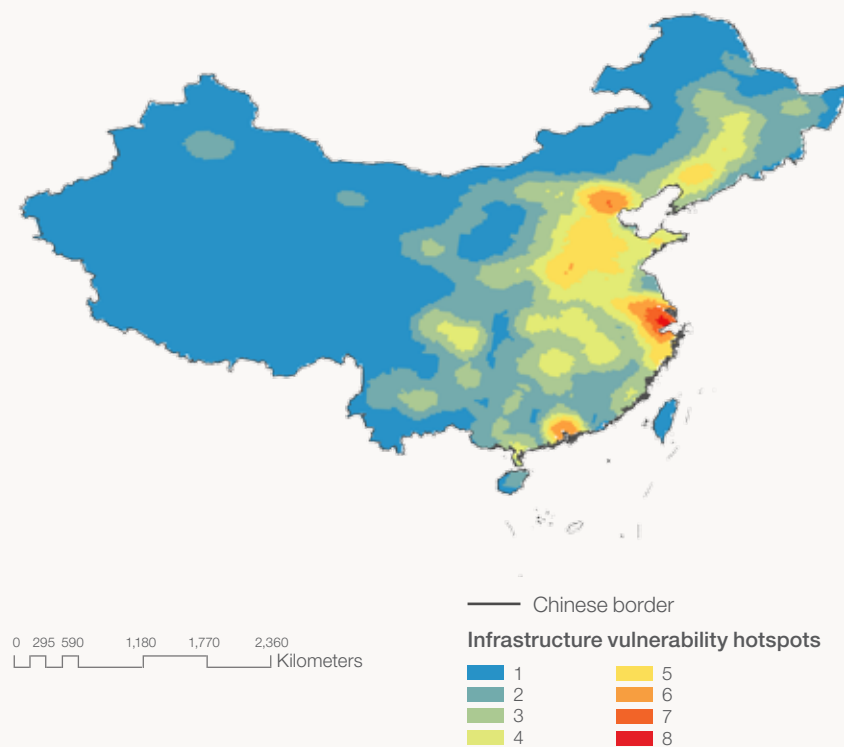 Chinese border
0 295 590 1,180 1,770 2,360
Kilometers
Infrastructure vulnerability hotspots
1
2
3
4
5
6
7
8